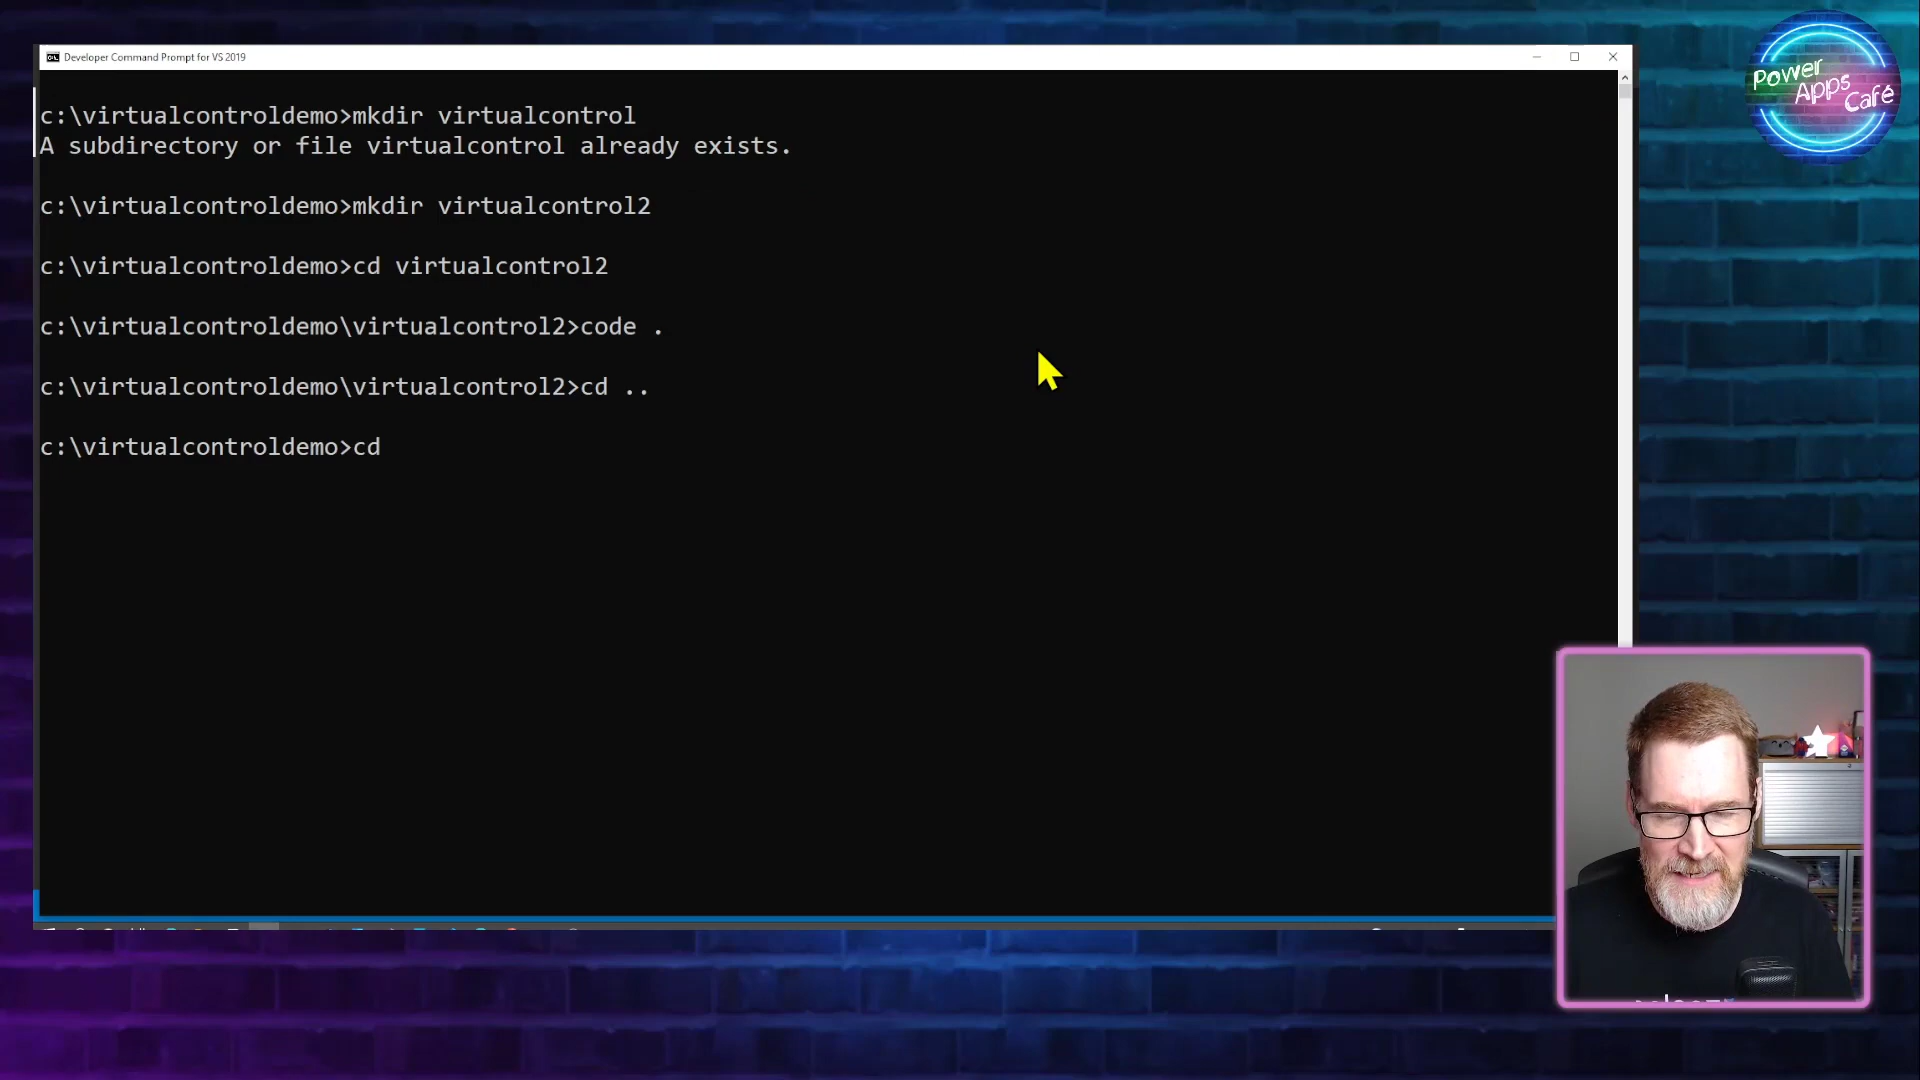 Developer Command Prompt for VS 2019
c:\virtualcontroldemo>mkdir virtualcontrol
A subdirectory or file virtualcontrol already exists.
c:\virtualcontroldemo>mkdir virtualcontrol2
c:\virtualcontroldemo>cd virtualcontrol2
c:\virtualcontroldemo\virtualcontrol2>code .
c:\virtualcontroldemo\virtualcontrol2>cd ..
c:\virtualcontroldemo>cd
Power
Apps
Café